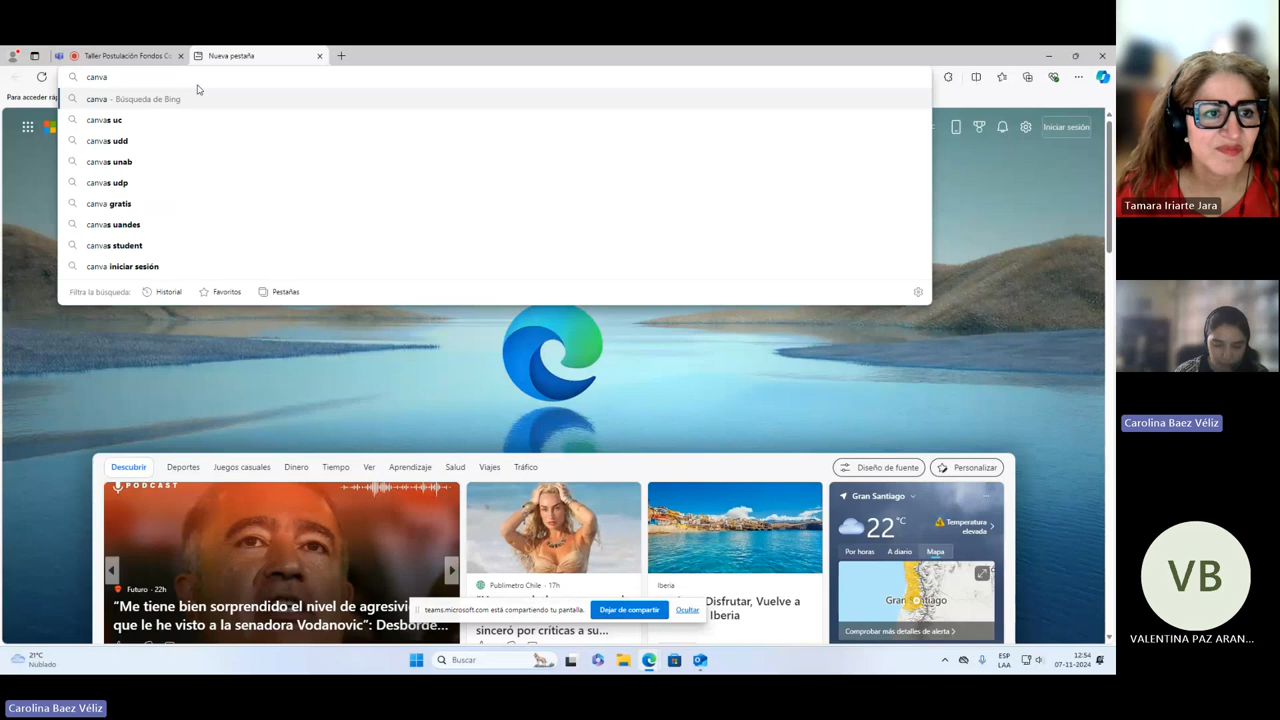 Taller Postulación Fondos Co
Nueva pestaña
canva
canva - Búsqueda de Bing
canvas uc
canvas udd
canvas unab
canvas udp
canva gratis
canvas uandes
canvas student
canva iniciar sesión
Filtra la búsqueda:
Historial
Favoritos
Pestañas
Para acceder ráp
Iniciar sesión
Descubrir
Deportes
Juegos casuales
Dinero
Tiempo
Ver
Aprendizaje
Salud
Viajes
Tráfico
Diseño de fuente
Personalizar
PODCAST
Futuro · 22h
“Me tiene bien sorprendido el nivel de agresivi
que le he visto a la senadora Vodanovic”: Desborde...
Publimetro Chile · 17h
sinceró por críticas a su...
Iberia
Disfrutar, Vuelve a
Iberia
Gran Santiago
22°C
Temperatura
elevada
Por horas
A diario
Mapa
Gran Santiago
Comprobar más detalles de alerta
teams.microsoft.com está compartiendo tu pantalla.
Dejar de compartir
Ocultar
21°C
Nublado
Buscar
ESP
LAA
12:54
07-11-2024
Tamara Iriarte Jara
Carolina Baez Véliz
VB
VALENTINA PAZ ARAN...
Carolina Baez Véliz